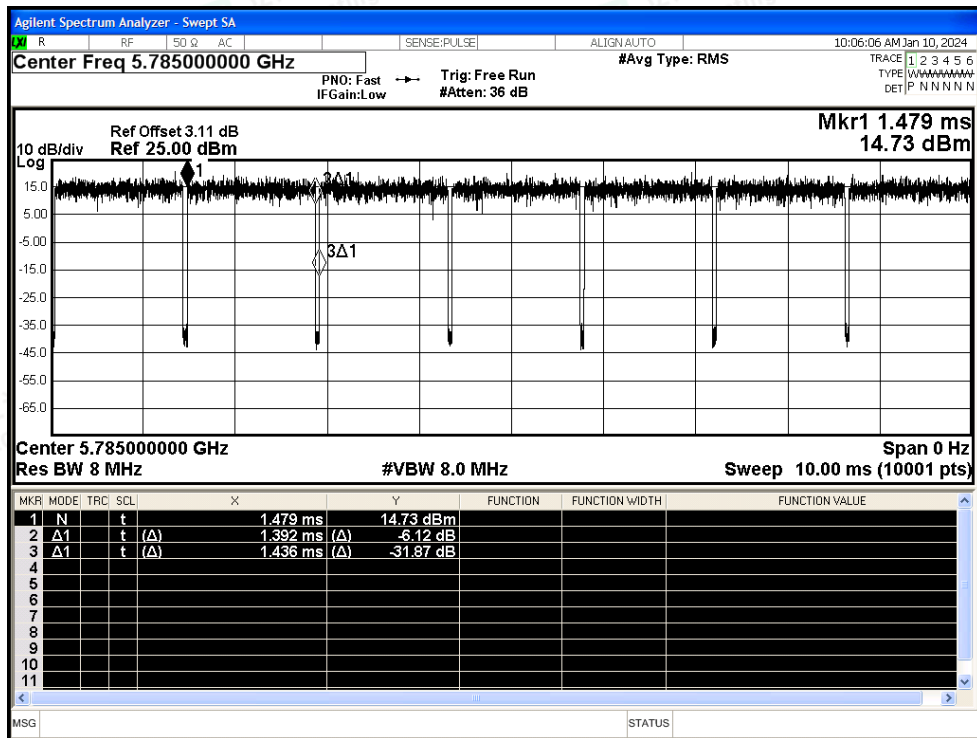 Agilent Spectrum Analyzer - Swept SA
LXI R RF 50 Ω AC SENSE:PULSE ALIGN AUTO 10:06:06 AM Jan 10, 2024
Center Freq 5.785000000 GHz #Avg Type: RMS TRACE 1 2 3 4 5 6
PNO: Fast Trig: Free Run TYPE WWWWWW
IFGain:Low #Atten: 36 dB DET P N N N N N
Mkr1 1.479 ms
Ref Offset 3.11 dB
10 dB/div Ref 25.00 dBm 14.73 dBm
Log
1
3Δ1
15.0
5.00
3Δ1
-5.00
-15.0
-25.0
-35.0
-45.0
-55.0
-65.0
Center 5.785000000 GHz Span 0 Hz
Res BW 8 MHz #VBW 8.0 MHz Sweep 10.00 ms (10001 pts)
MKR MODE TRC SCL X Y FUNCTION FUNCTION WIDTH FUNCTION VALUE
1 N t 1.479 ms 14.73 dBm
2 Δ1 t (Δ) 1.392 ms (Δ) -6.12 dB
3 Δ1 t (Δ) 1.436 ms (Δ) -31.87 dB
4
5
6
7
8
9
10
11
MSG STATUS